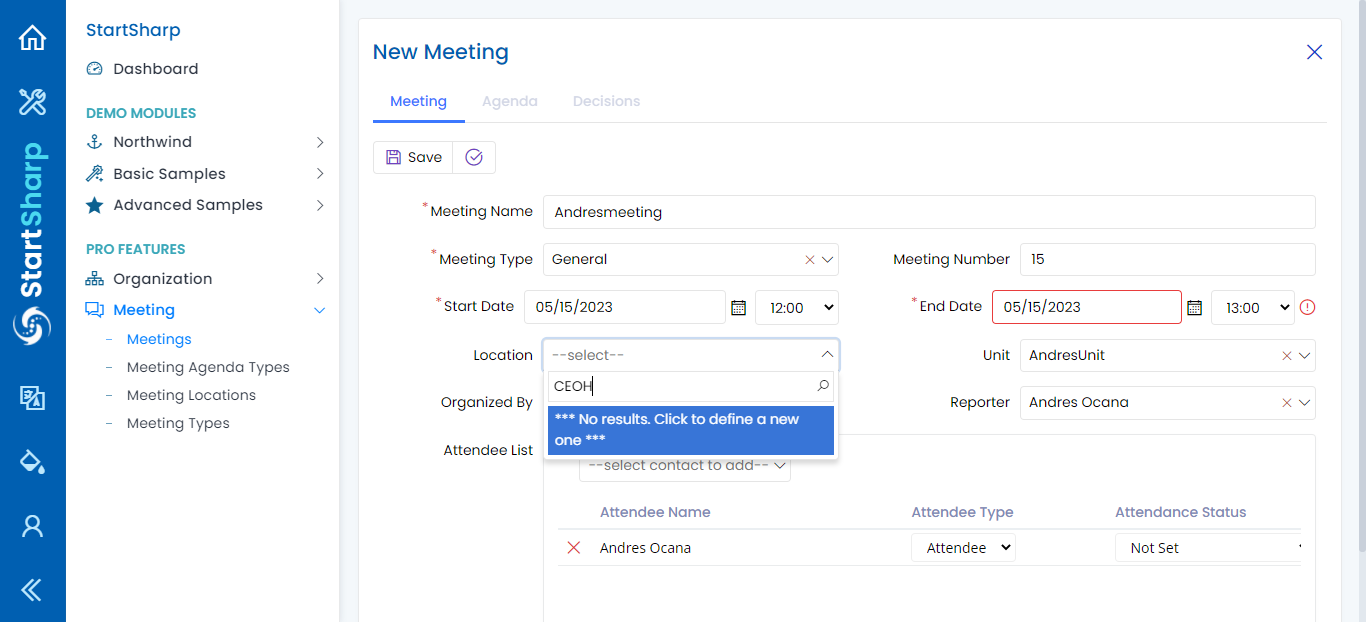 StartSharp
StartSharp
Dashboard
DEMO MODULES
Northwind
Basic Samples
Advanced Samples
PRO FEATURES
Organization
Meeting
– Meetings
– Meeting Agenda Types
– Meeting Locations
– Meeting Types
New Meeting
Meeting Agenda Decisions
Save
*Meeting Name Andresmeeting
*Meeting Type General
Meeting Number 15
*Start Date 05/15/2023 12:00
*End Date 05/15/2023 13:00
Location --select--
CEOH
*** No results. Click to define a new
one ***
Unit AndresUnit
Organized By
Reporter Andres Ocana
Attendee List
--select contact to add--
Attendee Name Attendee Type Attendance Status
Andres Ocana Attendee Not Set